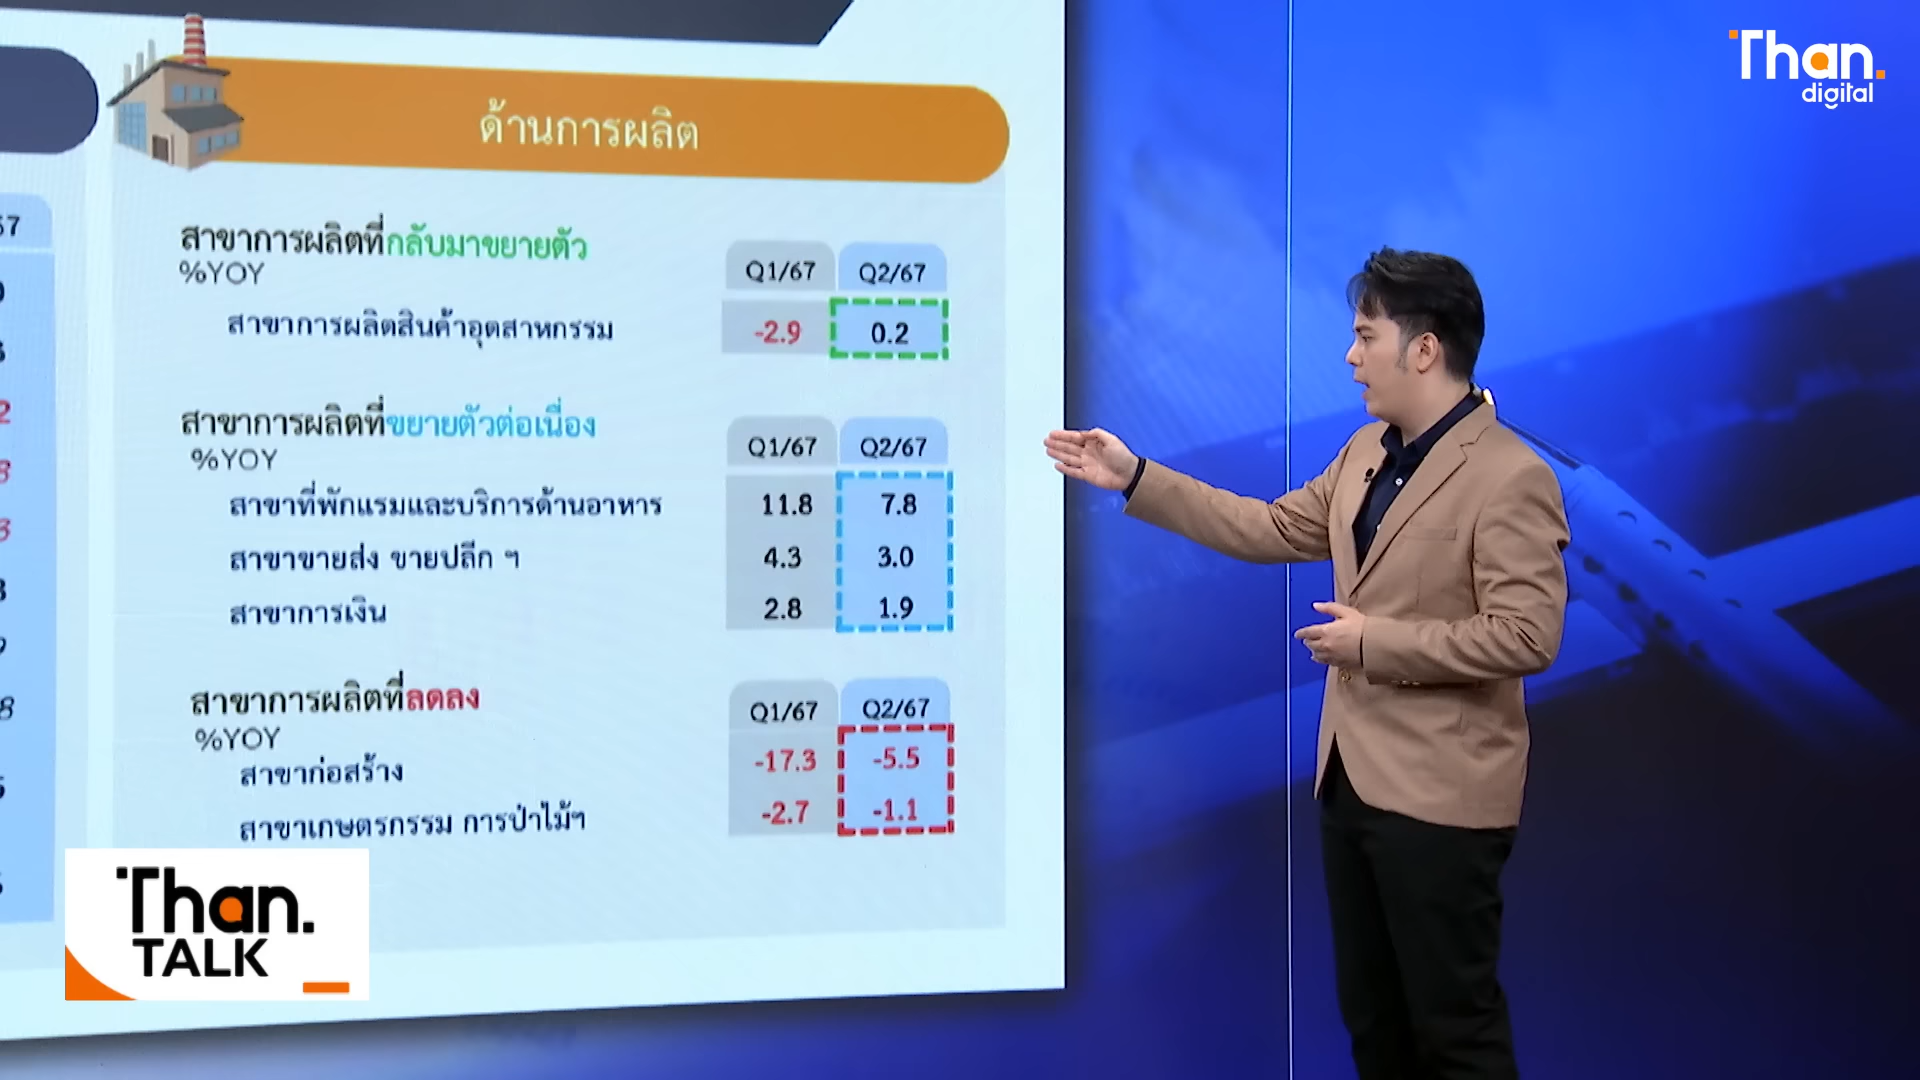 Than.
digital
ด้านการผลิต
67
สาขาการผลิตที่กลับมาขยายตัว
%YOY
Q1/67 Q2/67
สาขาการผลิตสินค้าอุตสาหกรรม -2.9 0.2
สาขาการผลิตที่ขยายตัวต่อเนื่อง
%YOY
Q1/67 Q2/67
สาขาที่พักแรมและบริการด้านอาหาร 11.8 7.8
สาขาขายส่ง ขายปลีก ฯ 4.3 3.0
สาขาการเงิน 2.8 1.9
สาขาการผลิตที่ลดลง
%YOY
Q1/67 Q2/67
สาขาก่อสร้าง -17.3 -5.5
สาขาเกษตรกรรม การป่าไม้ฯ -2.7 -1.1
Than.
TALK